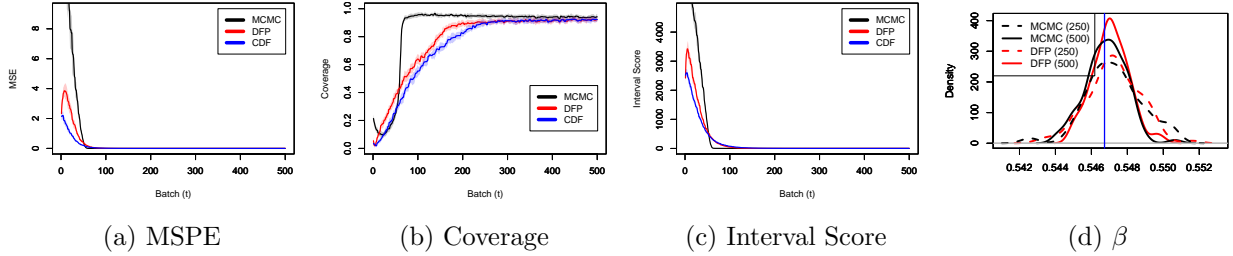 MSE
0
2
4
6
8
MCMC
DFP
CDF
0
100
200
300
400
500
Batch (t)
(a) MSPE
Coverage
0.0
0.2
0.4
0.6
0.8
1.0
MCMC
DFP
CDF
0
100
200
300
400
500
Batch (t)
(b) Coverage
Interval Score
0
1000
2000
3000
MCMC
DFP
CDF
0
100
200
300
400
500
Batch (t)
(c) Interval Score
Density
0
100
200
300
400
MCMC (250)
MCMC (500)
DFP (250)
DFP (500)
0.542
0.544
0.546
0.548
0.550
0.552
(d) β